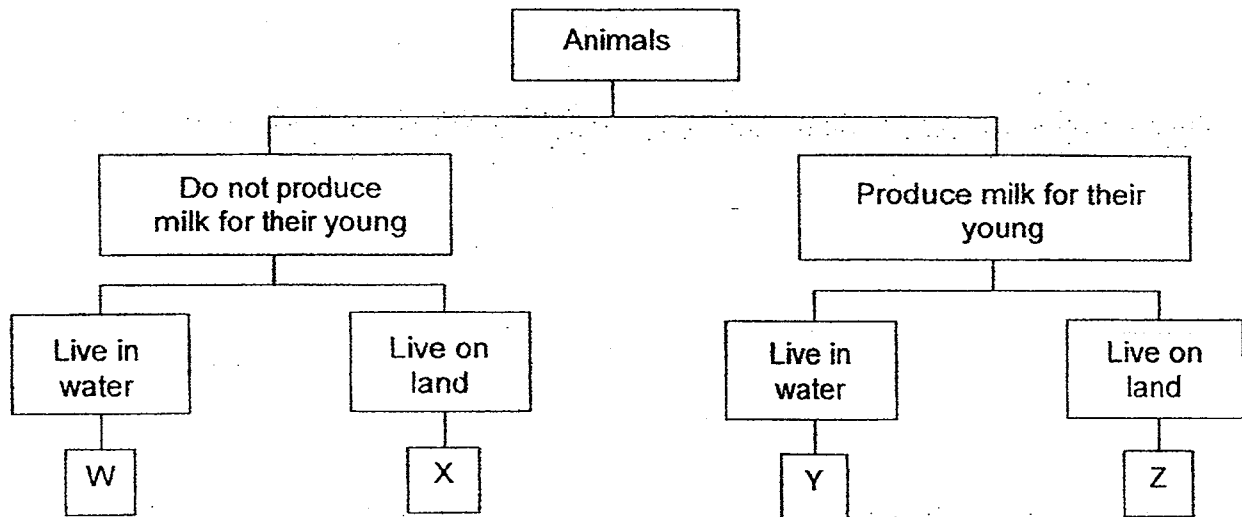 Animals
Do not produce
milk for their young
Produce milk for their
young
Live in
water
Live on
land
Live in
water
Live on
land
W
X
Y
Z